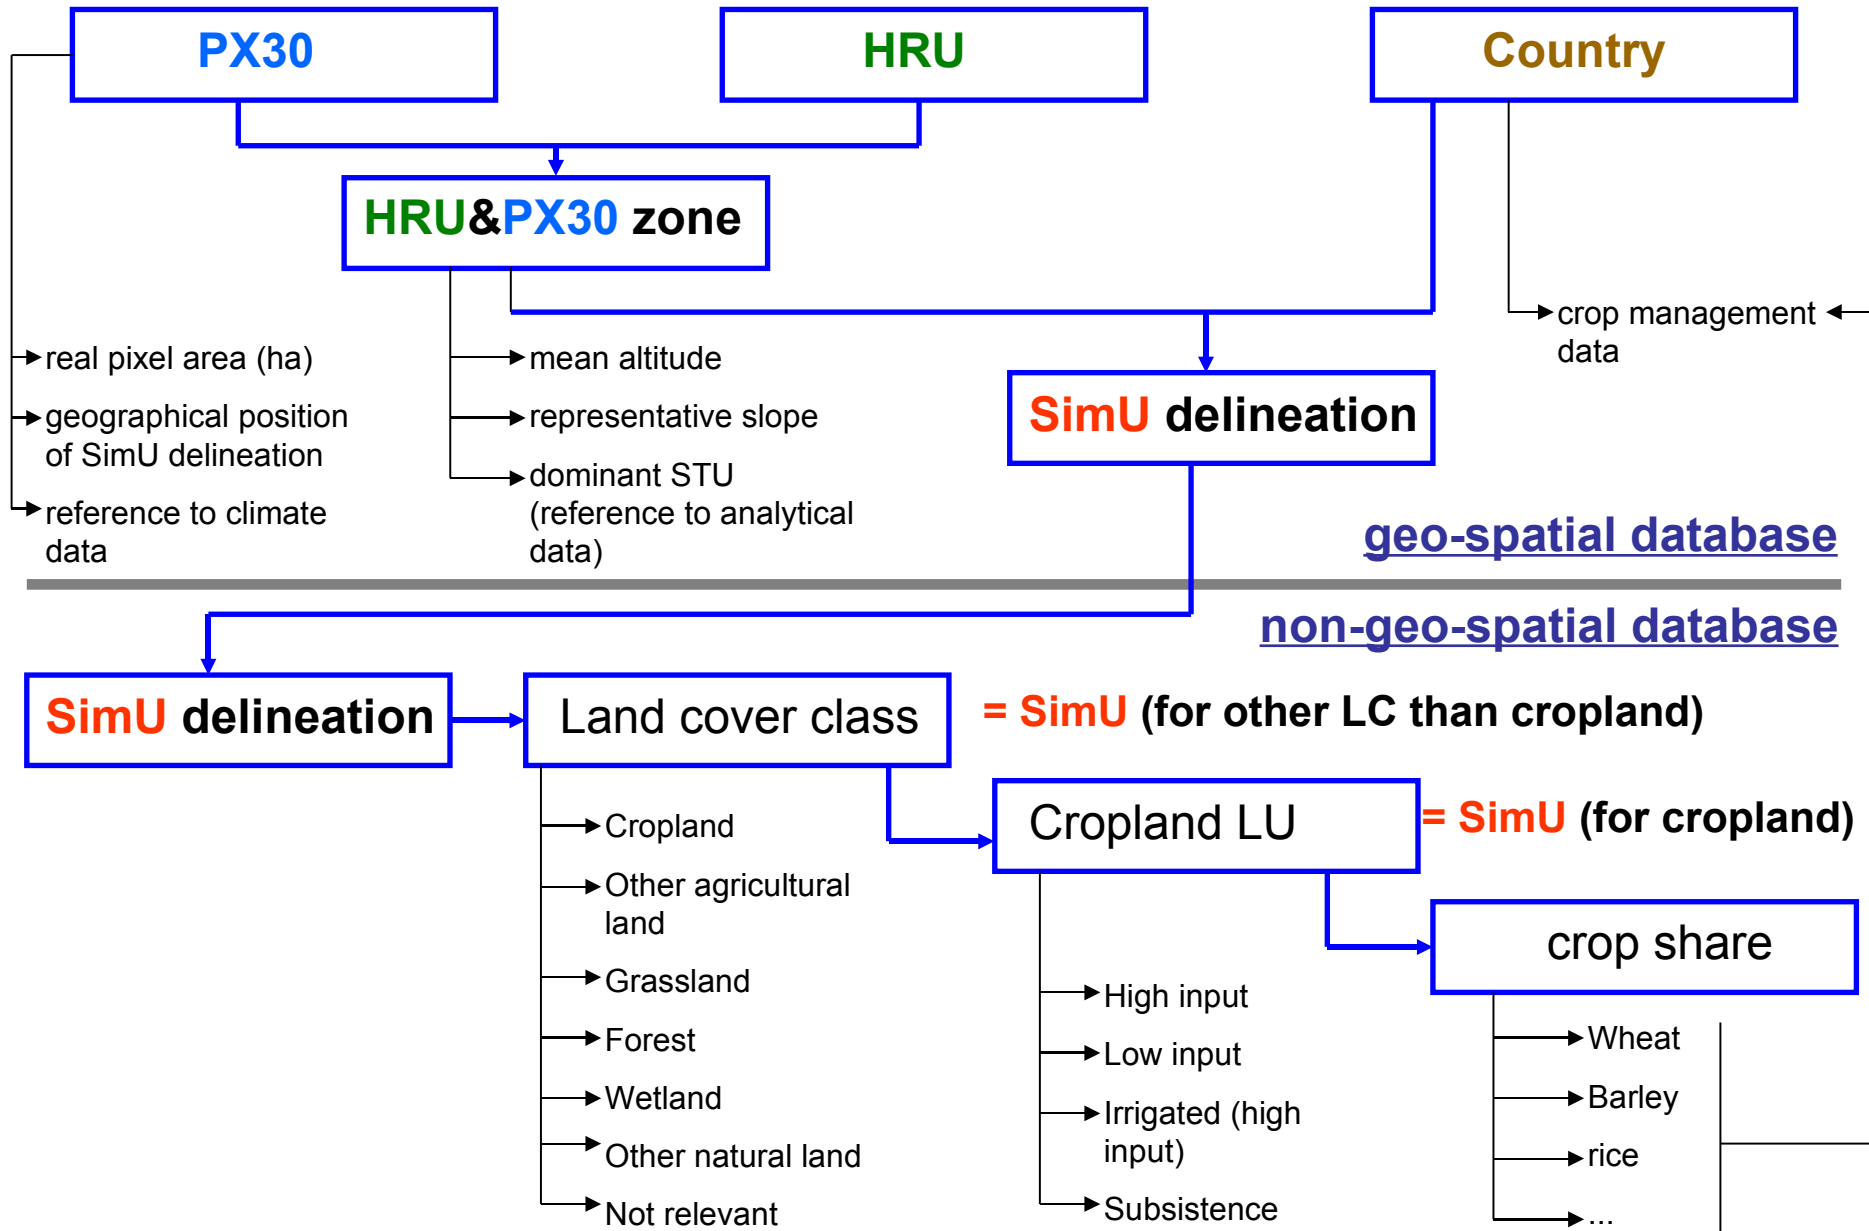 PX30
HRU
Country
HRU&PX30 zone
real pixel area (ha)
geographical position
of SimU delineation
reference to climate
data
mean altitude
representative slope
dominant STU
(reference to analytical
data)
crop management
data
SimU delineation
geo-spatial database
non-geo-spatial database
SimU delineation
Land cover class
= SimU (for other LC than cropland)
Cropland
Other agricultural
land
Grassland
Forest
Wetland
Other natural land
Not relevant
Cropland LU
= SimU (for cropland)
High input
Low input
Irrigated (high
input)
Subsistence
crop share
Wheat
Barley
rice
...